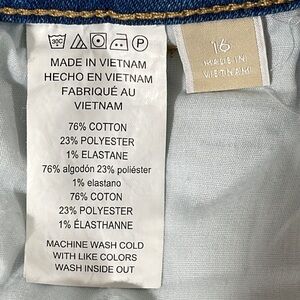 MADE IN VIETNAM
HECHO EN VIETNAM
FABRIQUÉ AU
VIETNAM
76% COTTON
23% POLYESTER
1% ELASTANE
76% algodón 23% poliéster
1% elastano
76% COTON
23% POLYESTER
1% ÉLASTHANNE
MACHINE WASH COLD
WITH LIKE COLORS
WASH INSIDE OUT
16
MADE IN
VIETNAM